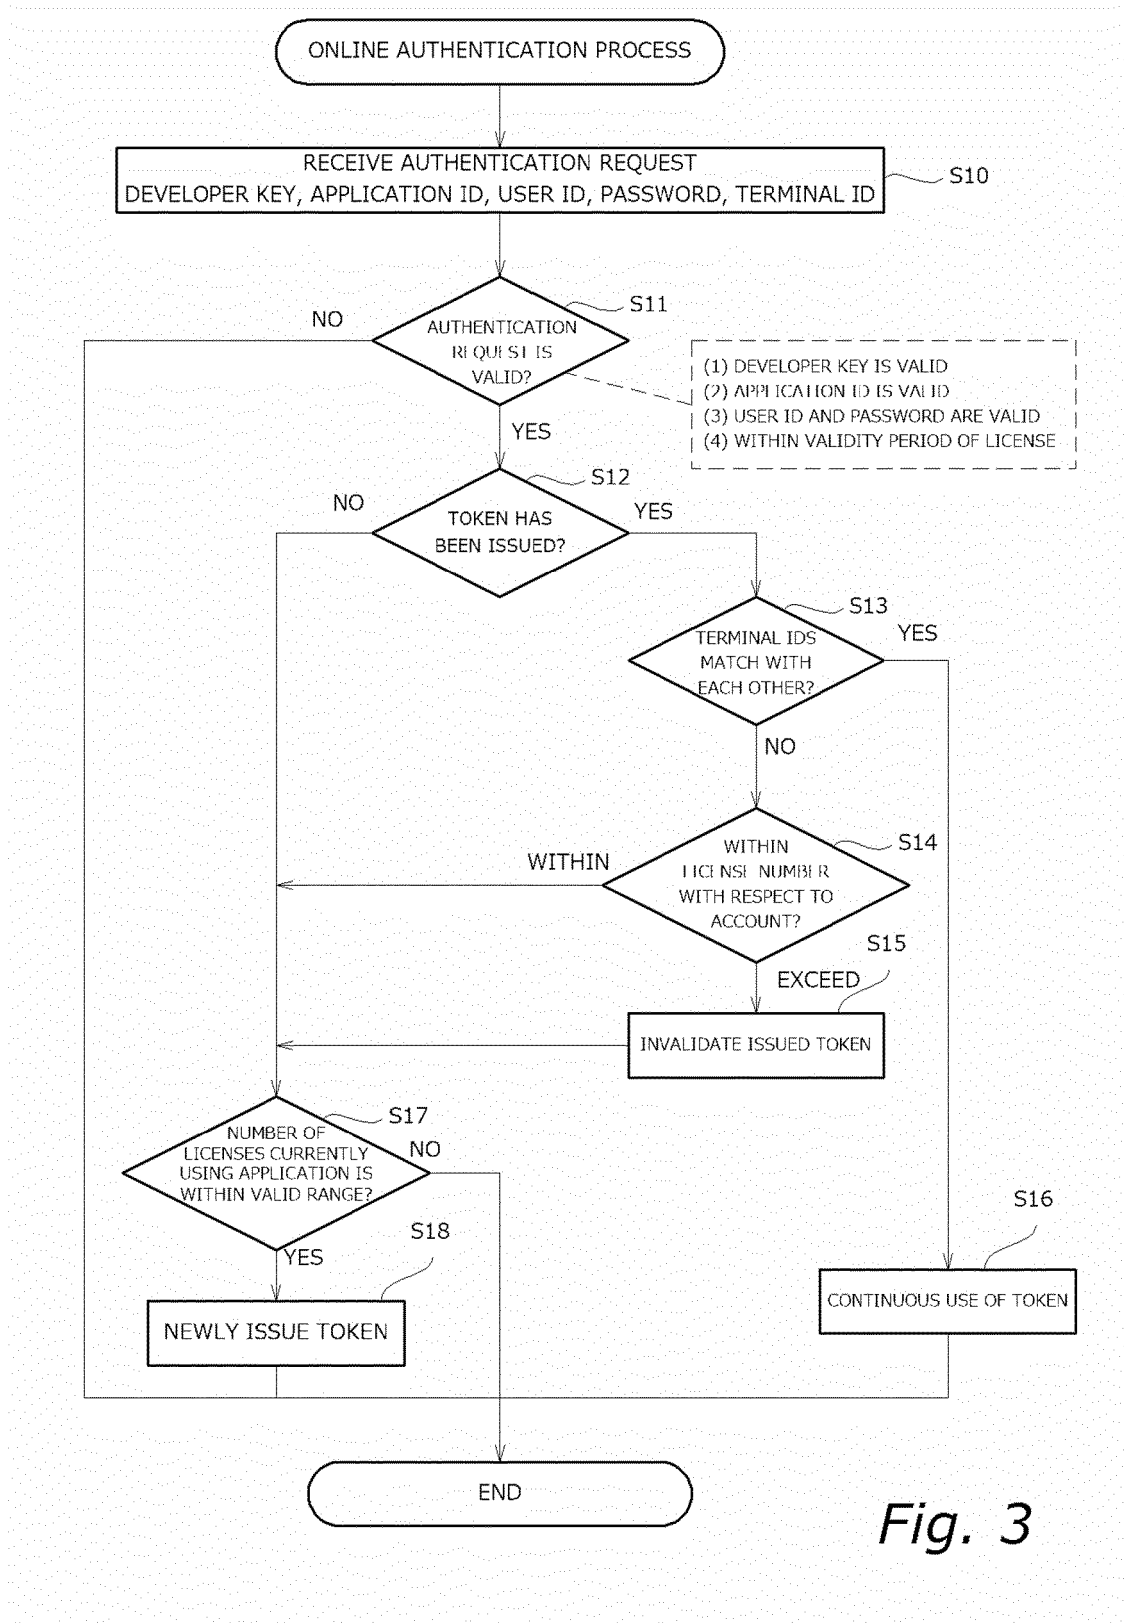 ONLINE AUTHENTICATION PROCESS
RECEIVE AUTHENTICATION REQUEST
DEVELOPER KEY, APPLICATION ID, USER ID, PASSWORD, TERMINAL ID
S10
S11
NO
AUTHENTICATION
REQUEST IS
VALID?
(1) DEVELOPER KEY IS VALID
(2) APPLICATION ID IS VALID
(3) USER ID AND PASSWORD ARE VALID
(4) WITHIN VALIDITY PERIOD OF LICENSE
YES
S12
NO
YES
TOKEN HAS
BEEN ISSUED?
S13
YES
TERMINAL IDS
MATCH WITH
EACH OTHER?
NO
S14
WITHIN
WITHIN
LICENSE NUMBER
WITH RESPECT TO
ACCOUNT?
S15
EXCEED
INVALIDATE ISSUED TOKEN
S17
NUMBER OF
LICENSES CURRENTLY
USING APPLICATION IS
WITHIN VALID RANGE?
NO
S16
S18
YES
CONTINUOUS USE OF TOKEN
NEWLY ISSUE TOKEN
END
Fig. 3